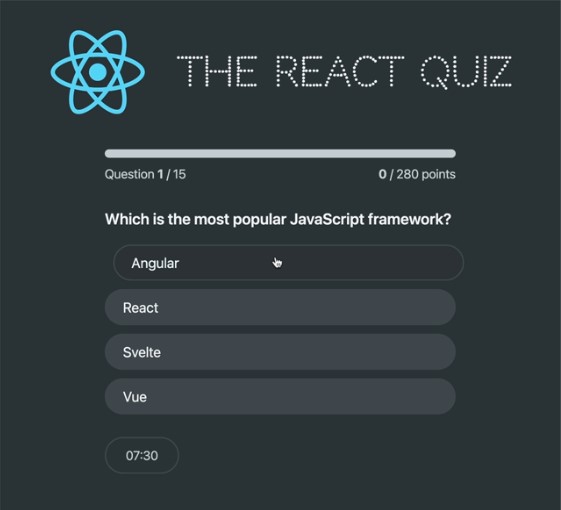 THE REACT QUIZ
Question 1 / 15
0 / 280 points
Which is the most popular JavaScript framework?
Angular
React
Svelte
Vue
07:30